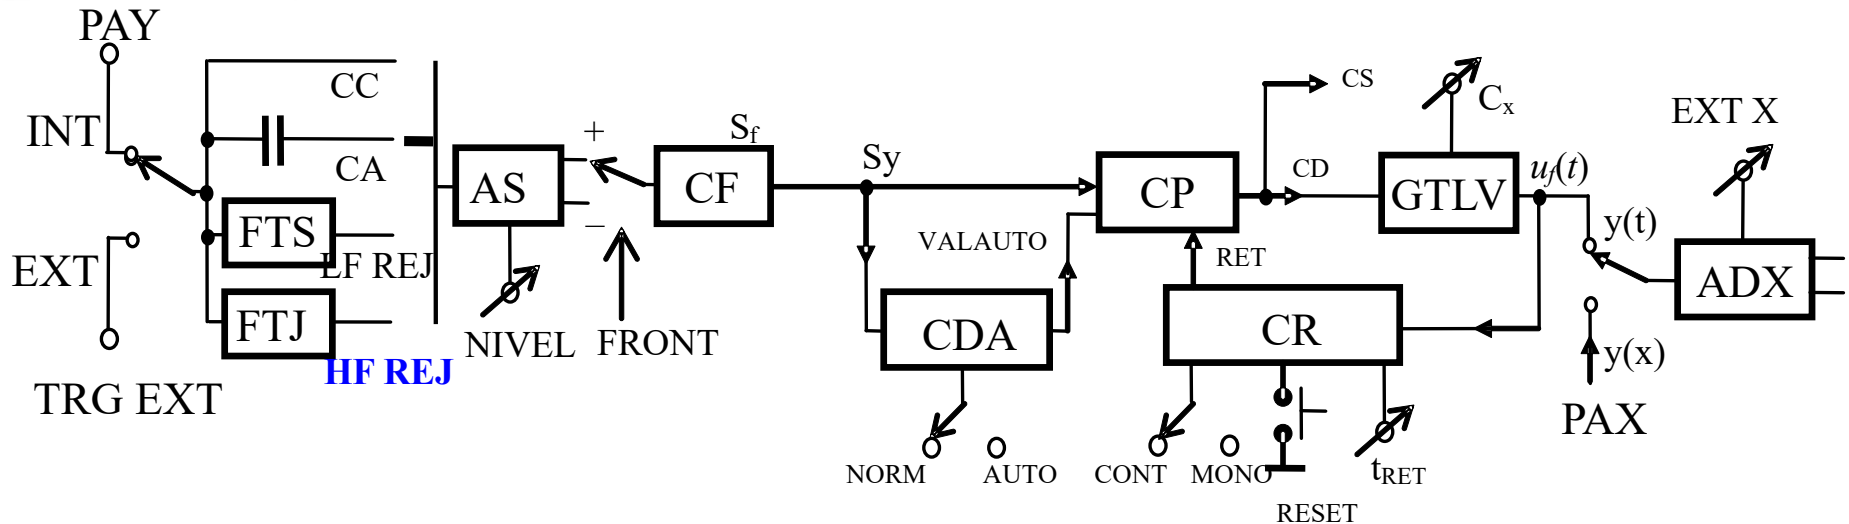 PAY
CC
INT
CA
EXT
FTS
LF REJ
FTJ
HF REJ
TRG EXT
AS
+
−
NIVEL
FRONT
CF
Sf
Sy
VALAUTO
CDA
NORM
AUTO
CP
CS
CD
RET
CR
CONT
MONO
RESET
tRET
GTLV
Cx
uf(t)
y(t)
y(x)
PAX
EXT X
ADX